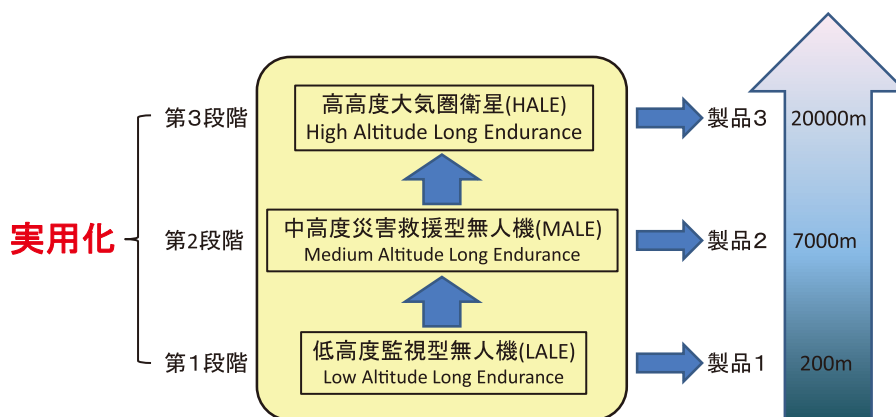 高高度大気圏衛星(HALE)
High Altitude Long Endurance
第3段階
製品3
20000m
実用化
中高度災害救援型無人機(MALE)
Medium Altitude Long Endurance
第2段階
製品2
7000m
低高度監視型無人機(LALE)
Low Altitude Long Endurance
第1段階
製品1
200m